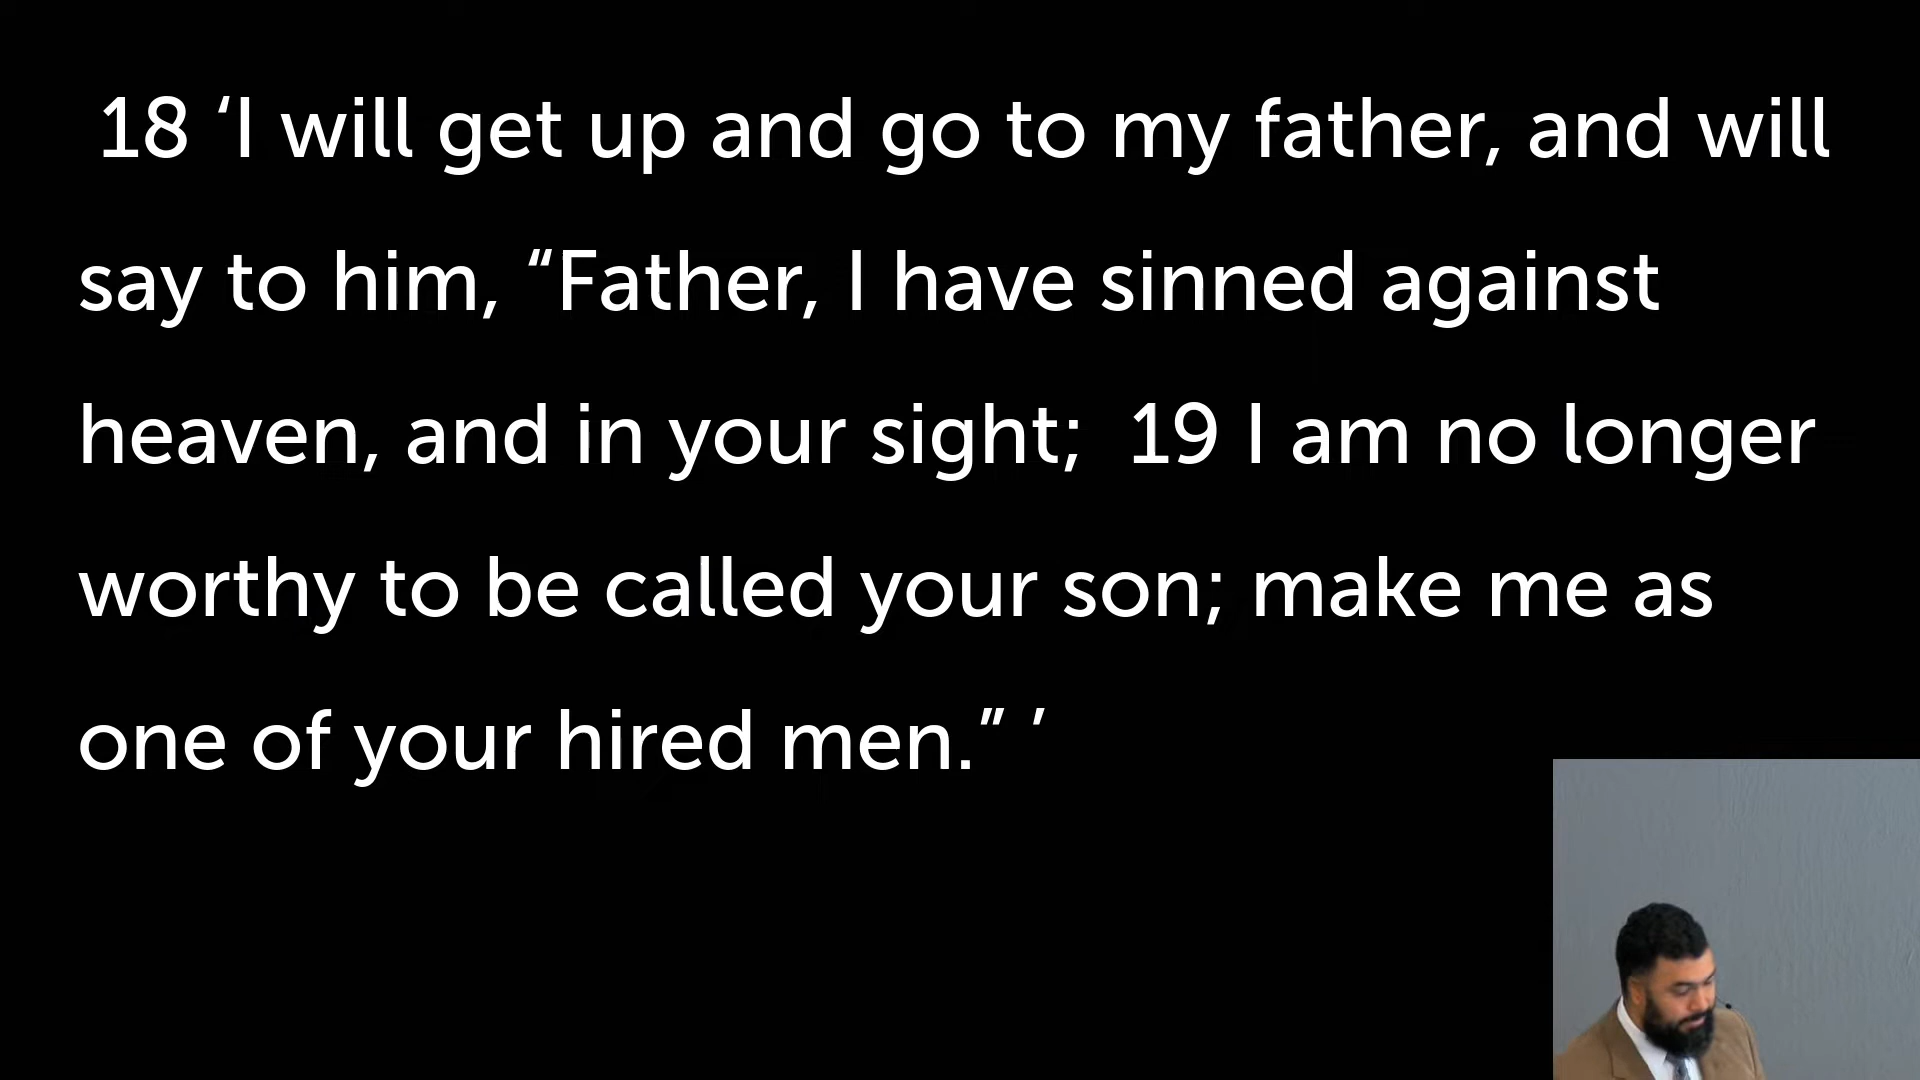 18 ‘I will get up and go to my father, and will
say to him, “Father, I have sinned against
heaven, and in your sight;  19 I am no longer
worthy to be called your son; make me as
one of your hired men.” ’